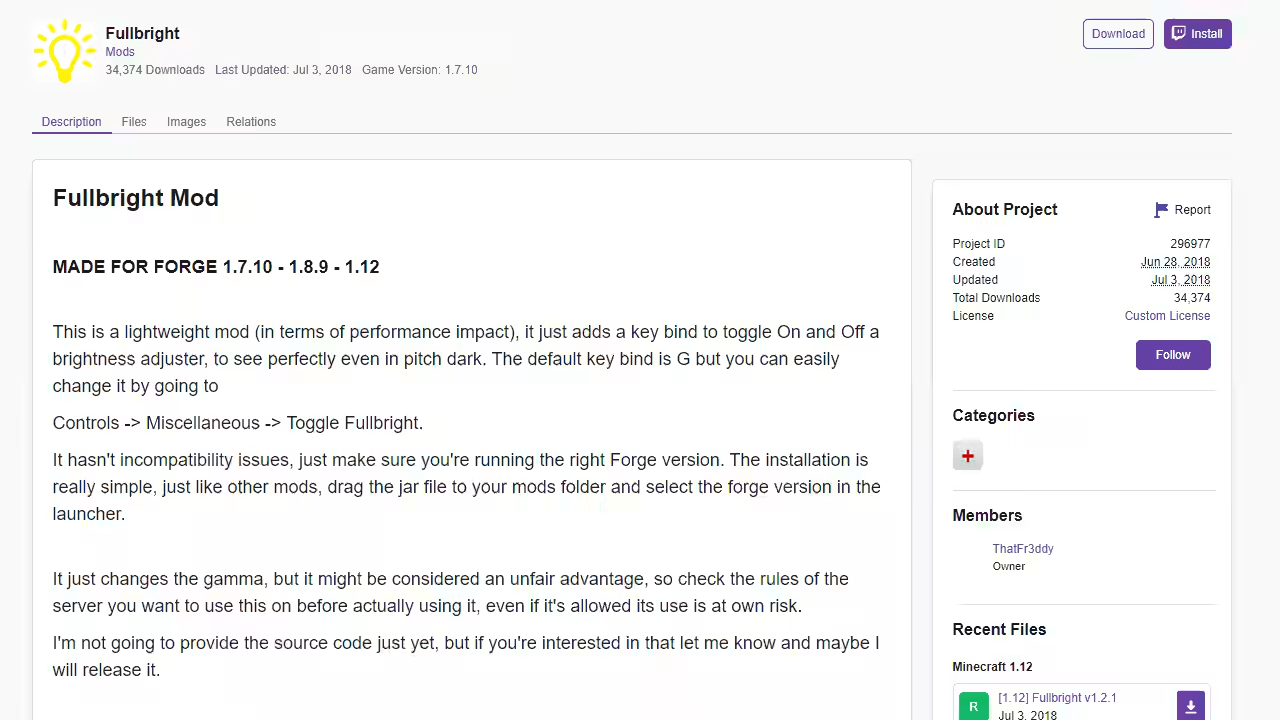 Fullbright
Mods
34,374 Downloads Last Updated: Jul 3, 2018 Game Version: 1.7.10
Download
Install
Description Files Images Relations
Fullbright Mod
MADE FOR FORGE 1.7.10 - 1.8.9 - 1.12
This is a lightweight mod (in terms of performance impact), it just adds a key bind to toggle On and Off a
brightness adjuster, to see perfectly even in pitch dark. The default key bind is G but you can easily
change it by going to
Controls -> Miscellaneous -> Toggle Fullbright.
It hasn't incompatibility issues, just make sure you're running the right Forge version. The installation is
really simple, just like other mods, drag the jar file to your mods folder and select the forge version in the
launcher.
It just changes the gamma, but it might be considered an unfair advantage, so check the rules of the
server you want to use this on before actually using it, even if it's allowed its use is at own risk.
I'm not going to provide the source code just yet, but if you're interested in that let me know and maybe I
will release it.
About Project
Report
Project ID 296977
Created Jun 28, 2018
Updated Jul 3, 2018
Total Downloads 34,374
License Custom License
Follow
Categories
Members
ThatFr3ddy
Owner
Recent Files
Minecraft 1.12
R
[1.12] Fullbright v1.2.1
Jul 3, 2018